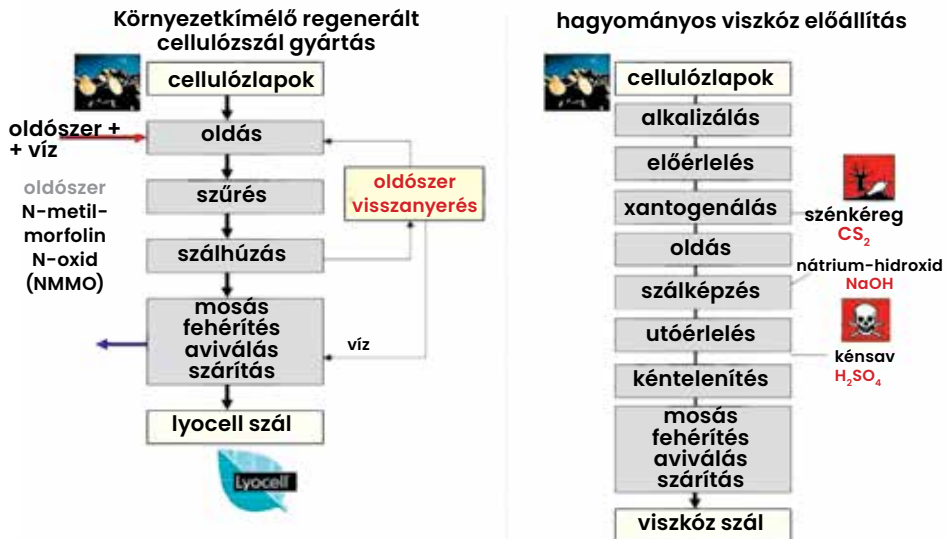 Környezetkímélő regenerált
cellulózszál gyártás
cellulózlapok
oldószer +
+ víz
oldás
oldószer
N-metil-
morfolin
N-oxid
(NMMO)
szűrés
oldószer
visszanyerés
szálhúzás
mosás
fehérítés
aviválás
szárítás
víz
lyocell szál
Lyocell
hagyományos viszkóz előállítás
cellulózlapok
alkalizálás
előérlelés
xantogenálás
szénkéreg
CS₂
oldás
nátrium-hidroxid
NaOH
szálképzés
utóérlelés
kénsav
H₂SO₄
kéntelenítés
mosás
fehérítés
aviválás
szárítás
viszkóz szál